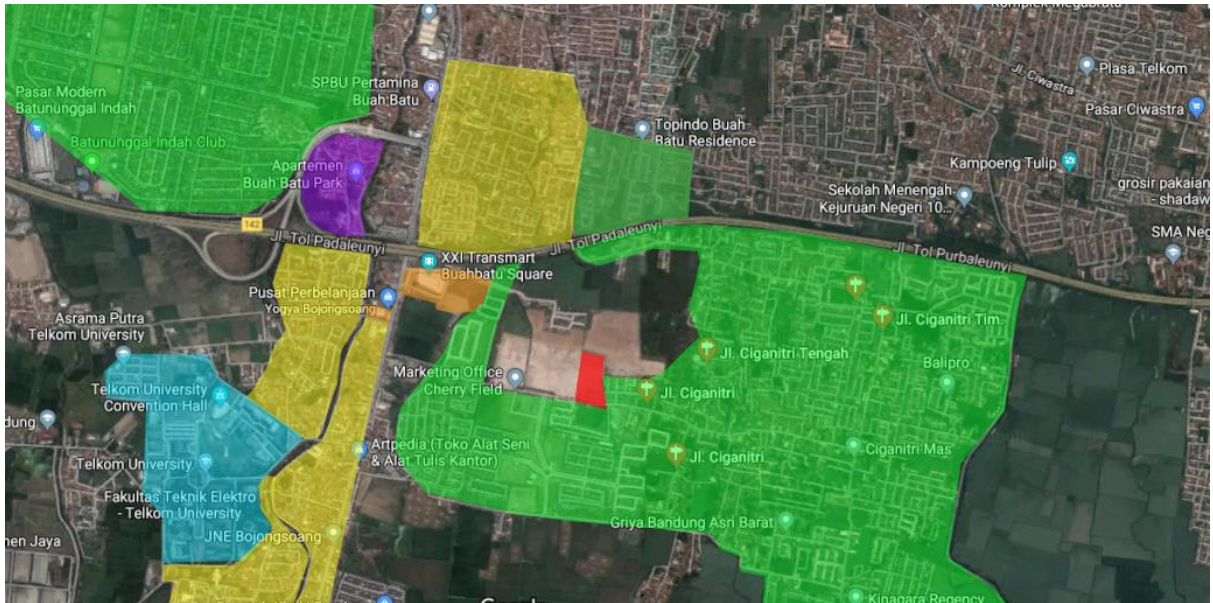 Komplek Megabrata
Jl. Ciwastra
Plasa Telkom
SPBU Pertamina
Buah Batu
Pasar Modern
Batununggal Indah
Pasar Ciwastra
Topindo Buah
Batu Residence
Batununggal Indah Club
Apartemen
Buah Batu Park
Kampoeng Tulip
Sekolah Menengah
Kejuruan Negeri 10...
grosir pakaian
- shadaw
142
Jl. Tol Padaleunyi
Jl. Tol Padaleunyi
Jl. Tol Purbaleunyi
SMA Neg
XXI Transmart
Buahbatu Square
Pusat Perbelanjaan
Yogya Bojongsoang
Asrama Putra
Telkom University
Jl. Ciganitri Tim.
Jl. Ciganitri Tengah
Balipro
Marketing Office
Cherry Field
Jl. Ciganitri
Telkom University
Convention Hall
dung
Artpedia (Toko Alat Seni
& Alat Tulis Kantor)
Ciganitri Mas
Jl. Ciganitri
Telkom University
Fakultas Teknik Elektro
- Telkom University
Griya Bandung Asri Barat
JNE Bojongsoang
nen Jaya
Kinagara Regency